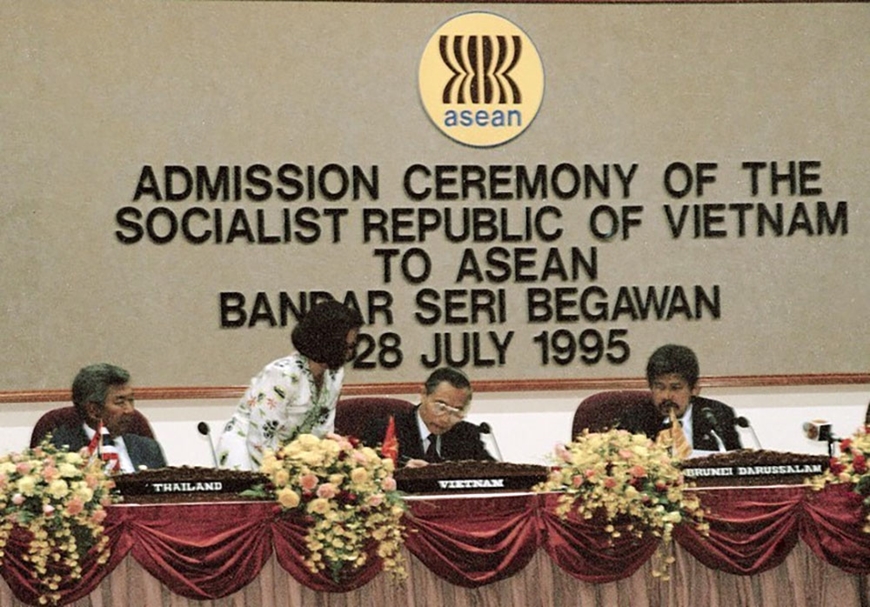 asean
ADMISSION CEREMONY OF THE
SOCIALIST REPUBLIC OF VIETNAM
TO ASEAN
BANDAR SERI BEGAWAN
28 JULY 1995
THAILAND
VIETNAM
BRUNEI DARUSSALAM